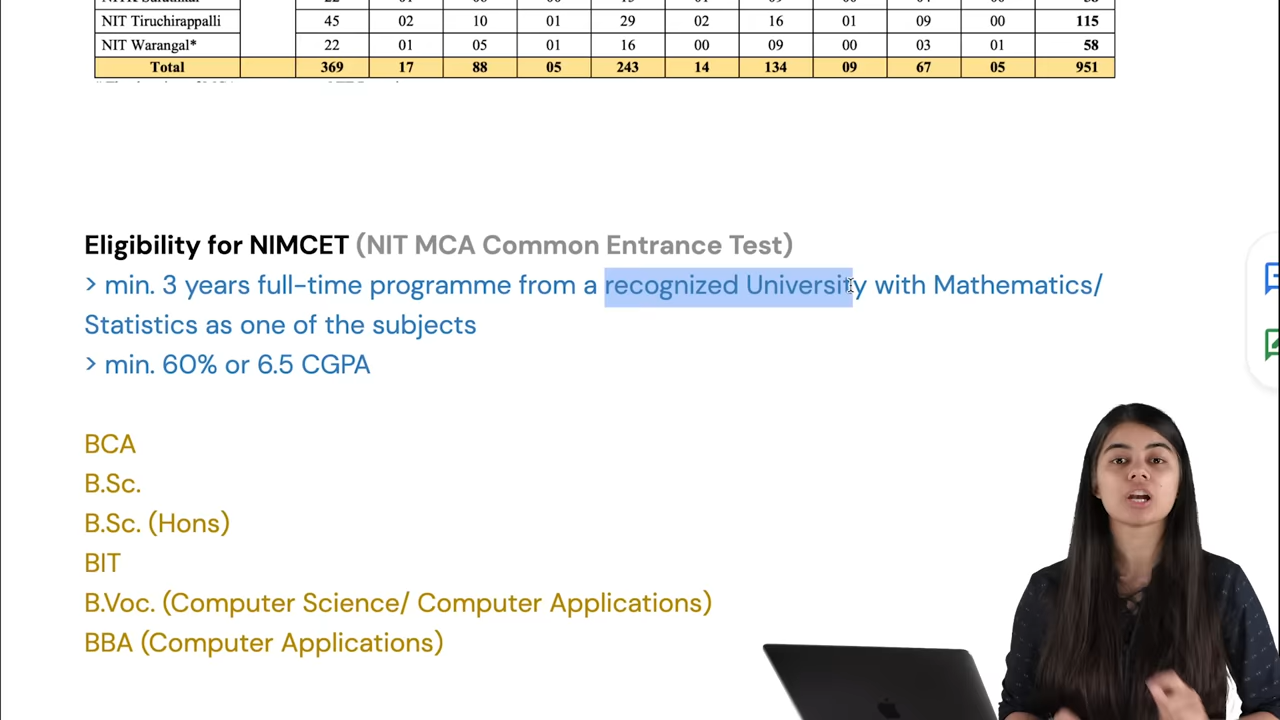 NIT Tiruchirappalli 45 02 10 01 29 02 16 01 09 00 115
NIT Warangal* 22 01 05 01 16 00 09 00 03 01 58
Total 369 17 88 05 243 14 134 09 67 05 951
Eligibility for NIMCET (NIT MCA Common Entrance Test)
> min. 3 years full-time programme from a recognized University with Mathematics/
Statistics as one of the subjects
> min. 60% or 6.5 CGPA
BCA
B.Sc.
B.Sc. (Hons)
BIT
B.Voc. (Computer Science/ Computer Applications)
BBA (Computer Applications)